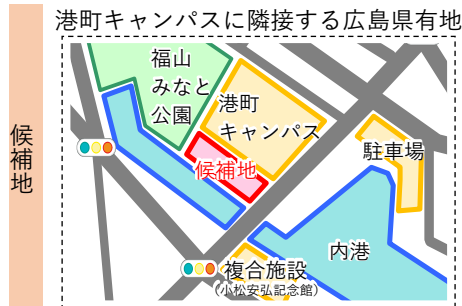 港町キャンパスに隣接する広島県有地
候補地
福山
みなと
公園
港町
キャンパス
候補地
駐車場
内港
複合施設
(小松安弘記念館)